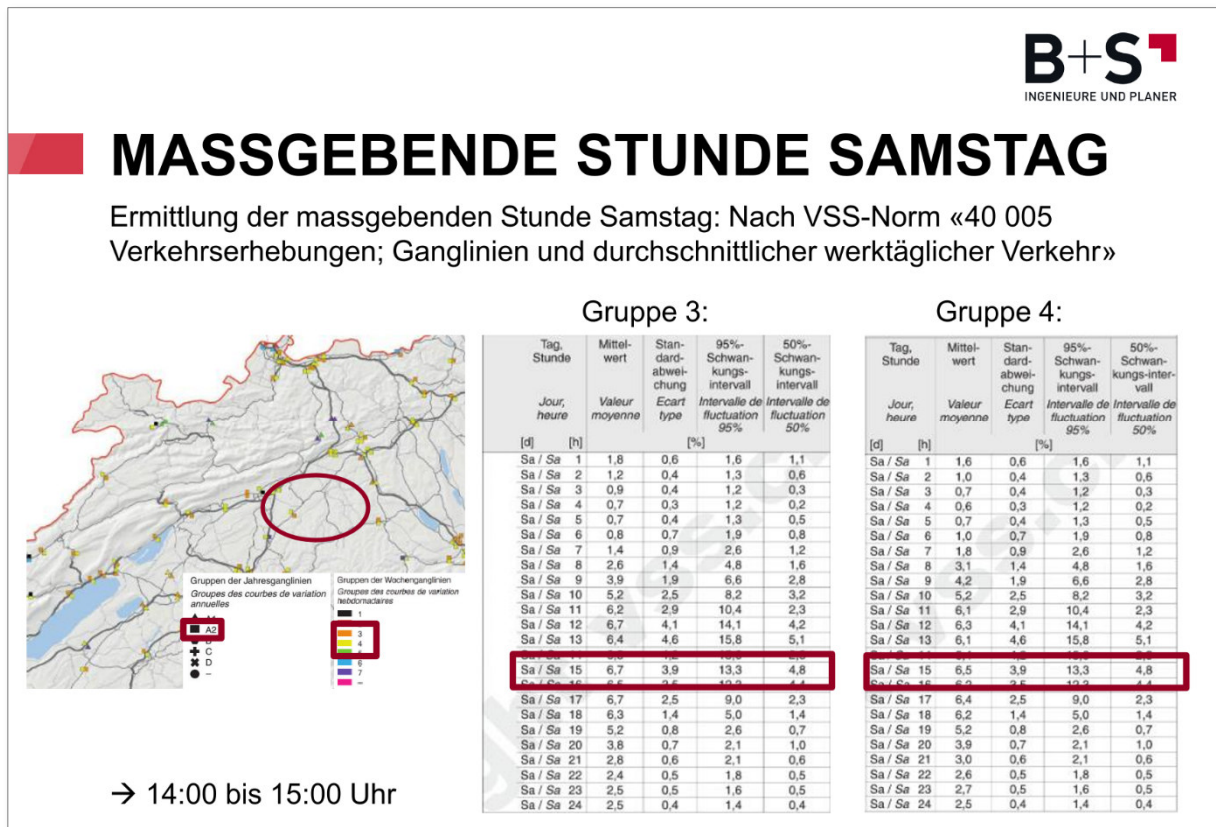 B+S
INGENIEURE UND PLANER
MASSGEBENDE STUNDE SAMSTAG
Ermittlung der massgebenden Stunde Samstag: Nach VSS-Norm «40 005
Verkehrserhebungen; Ganglinien und durchschnittlicher werktäglicher Verkehr»
Gruppen der Jahresganglinien
Groupes des courbes de variation
annuelles
A2
C
D
–
Gruppen der Wochenganglinien
Groupes des courbes de variation
hebdomadaires
1
3
4
6
7
–
→ 14:00 bis 15:00 Uhr
Gruppe 3:
Tag, Stunde Mittel-wert Stan-dard-abwei-chung 95%-Schwan-kungs-intervall 50%-Schwan-kungs-intervall
Jour, heure Valeur moyenne Ecart type Intervalle de fluctuation 95% Intervalle de fluctuation 50%
[d] [h] [%]
Sa / Sa 1 1,8 0,6 1,6 1,1
Sa / Sa 2 1,2 0,4 1,3 0,6
Sa / Sa 3 0,9 0,4 1,2 0,3
Sa / Sa 4 0,7 0,3 1,2 0,2
Sa / Sa 5 0,7 0,4 1,3 0,5
Sa / Sa 6 0,8 0,7 1,9 0,8
Sa / Sa 7 1,4 0,9 2,6 1,2
Sa / Sa 8 2,6 1,4 4,8 1,6
Sa / Sa 9 3,9 1,9 6,6 2,8
Sa / Sa 10 5,2 2,5 8,2 3,2
Sa / Sa 11 6,2 2,9 10,4 2,3
Sa / Sa 12 6,7 4,1 14,1 4,2
Sa / Sa 13 6,4 4,6 15,8 5,1
Sa / Sa 15 6,7 3,9 13,3 4,8
Sa / Sa 17 6,7 2,5 9,0 2,3
Sa / Sa 18 6,3 1,4 5,0 1,4
Sa / Sa 19 5,2 0,8 2,6 0,7
Sa / Sa 20 3,8 0,7 2,1 1,0
Sa / Sa 21 2,8 0,6 2,1 0,6
Sa / Sa 22 2,4 0,5 1,8 0,5
Sa / Sa 23 2,5 0,5 1,6 0,5
Sa / Sa 24 2,5 0,4 1,4 0,4
Gruppe 4:
Tag, Stunde Mittel-wert Stan-dard-abwei-chung 95%-Schwan-kungs-intervall 50%-Schwan-kungs-inter-vall
Jour, heure Valeur moyenne Ecart type Intervalle de fluctuation 95% Intervalle de fluctuation 50%
[d] [h] [%]
Sa / Sa 1 1,6 0,6 1,6 1,1
Sa / Sa 2 1,0 0,4 1,3 0,6
Sa / Sa 3 0,7 0,4 1,2 0,3
Sa / Sa 4 0,6 0,3 1,2 0,2
Sa / Sa 5 0,7 0,4 1,3 0,5
Sa / Sa 6 1,0 0,7 1,9 0,8
Sa / Sa 7 1,8 0,9 2,6 1,2
Sa / Sa 8 3,1 1,4 4,8 1,6
Sa / Sa 9 4,2 1,9 6,6 2,8
Sa / Sa 10 5,2 2,5 8,2 3,2
Sa / Sa 11 6,1 2,9 10,4 2,3
Sa / Sa 12 6,3 4,1 14,1 4,2
Sa / Sa 13 6,1 4,6 15,8 5,1
Sa / Sa 15 6,5 3,9 13,3 4,8
Sa / Sa 17 6,4 2,5 9,0 2,3
Sa / Sa 18 6,2 1,4 5,0 1,4
Sa / Sa 19 5,2 0,8 2,6 0,7
Sa / Sa 20 3,9 0,7 2,1 1,0
Sa / Sa 21 3,0 0,6 2,1 0,6
Sa / Sa 22 2,6 0,5 1,8 0,5
Sa / Sa 23 2,7 0,5 1,6 0,5
Sa / Sa 24 2,5 0,4 1,4 0,4